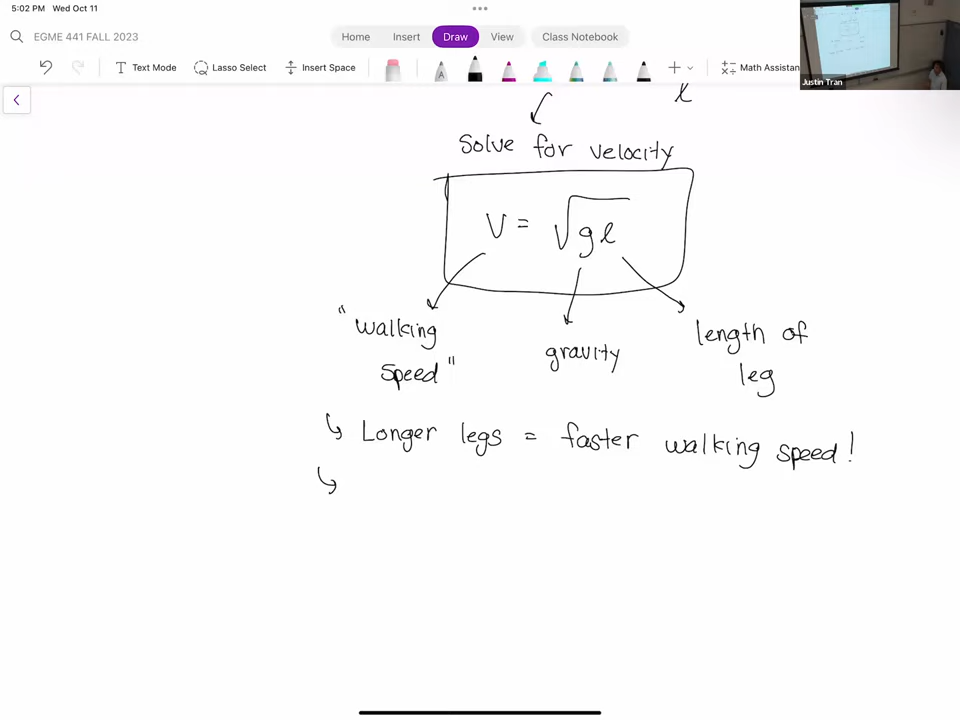 5:02 PM Wed Oct 11
EGME 441 FALL 2023
Home Insert Draw View Class Notebook
Text Mode Lasso Select Insert Space Math Assistan
Justin Tran
l
Solve for velocity
V = √gl
"walking
speed"
gravity
length of
leg
Longer legs = faster walking speed!